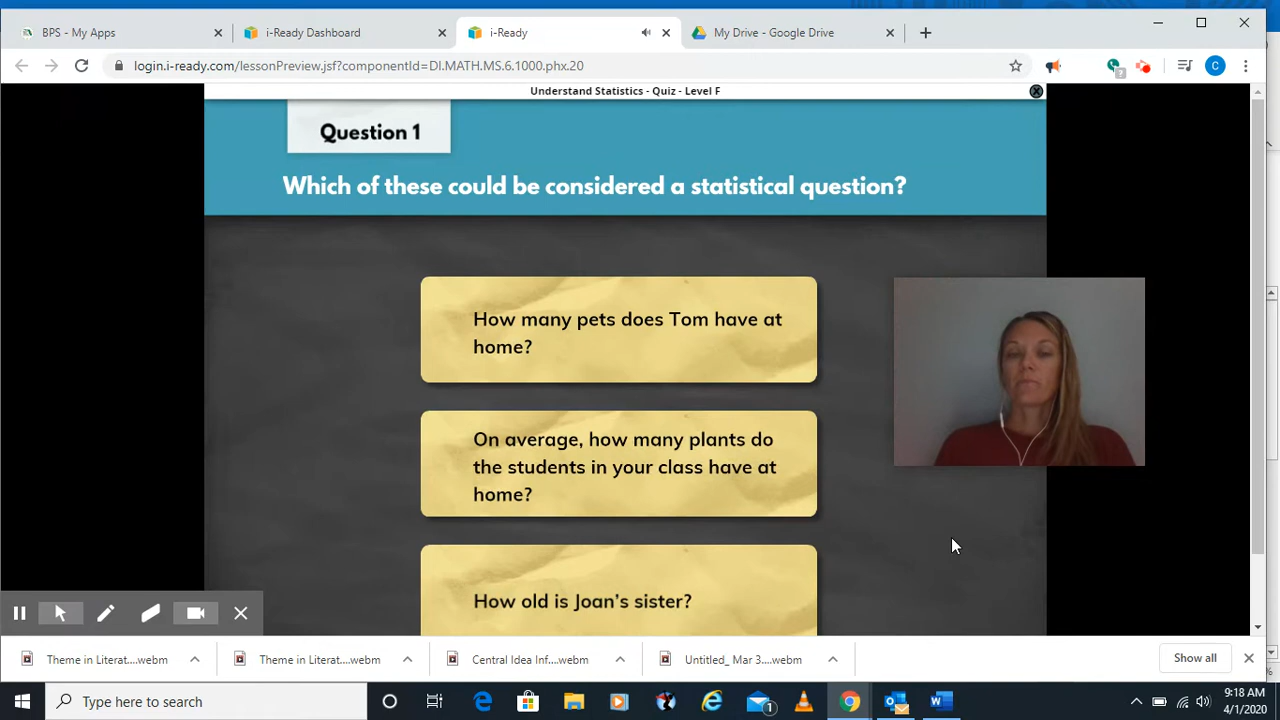 BPS - My Apps
i-Ready Dashboard
i-Ready
My Drive - Google Drive
login.i-ready.com/lessonPreview.jsf?componentId=DI.MATH.MS.6.1000.phx.20
C
Understand Statistics - Quiz - Level F
Question 1
Which of these could be considered a statistical question?
How many pets does Tom have at
home?
On average, how many plants do
the students in your class have at
home?
How old is Joan's sister?
Theme in Literat....webm
Theme in Literat....webm
Central Idea Inf....webm
Untitled_ Mar 3....webm
Show all
Type here to search
1
9:18 AM
4/1/2020